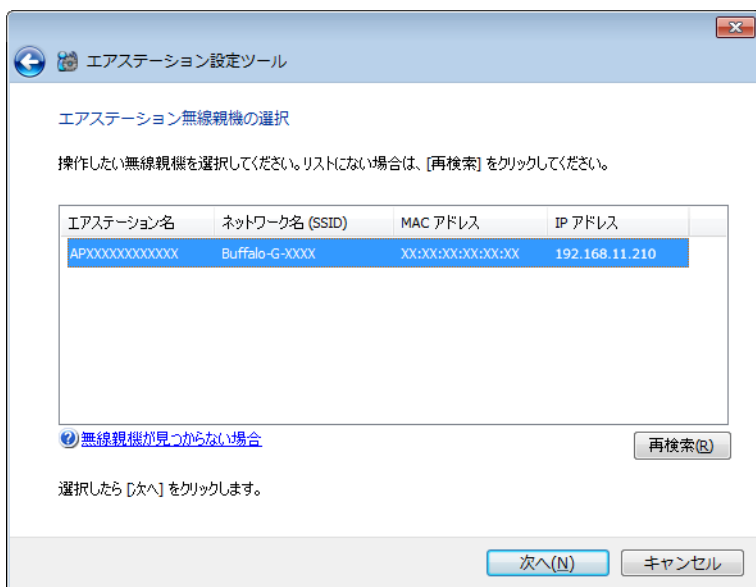 エアステーション設定ツール
エアステーション無線親機の選択
操作したい無線親機を選択してください。リストにない場合は、[再検索] をクリックしてください。
エアステーション名 ネットワーク名 (SSID) MAC アドレス IP アドレス
APXXXXXXXXXXXX Buffalo-G-XXXX XX:XX:XX:XX:XX:XX 192.168.11.210
無線親機が見つからない場合
再検索(R)
選択したら [次へ] をクリックします。
次へ(N) キャンセル